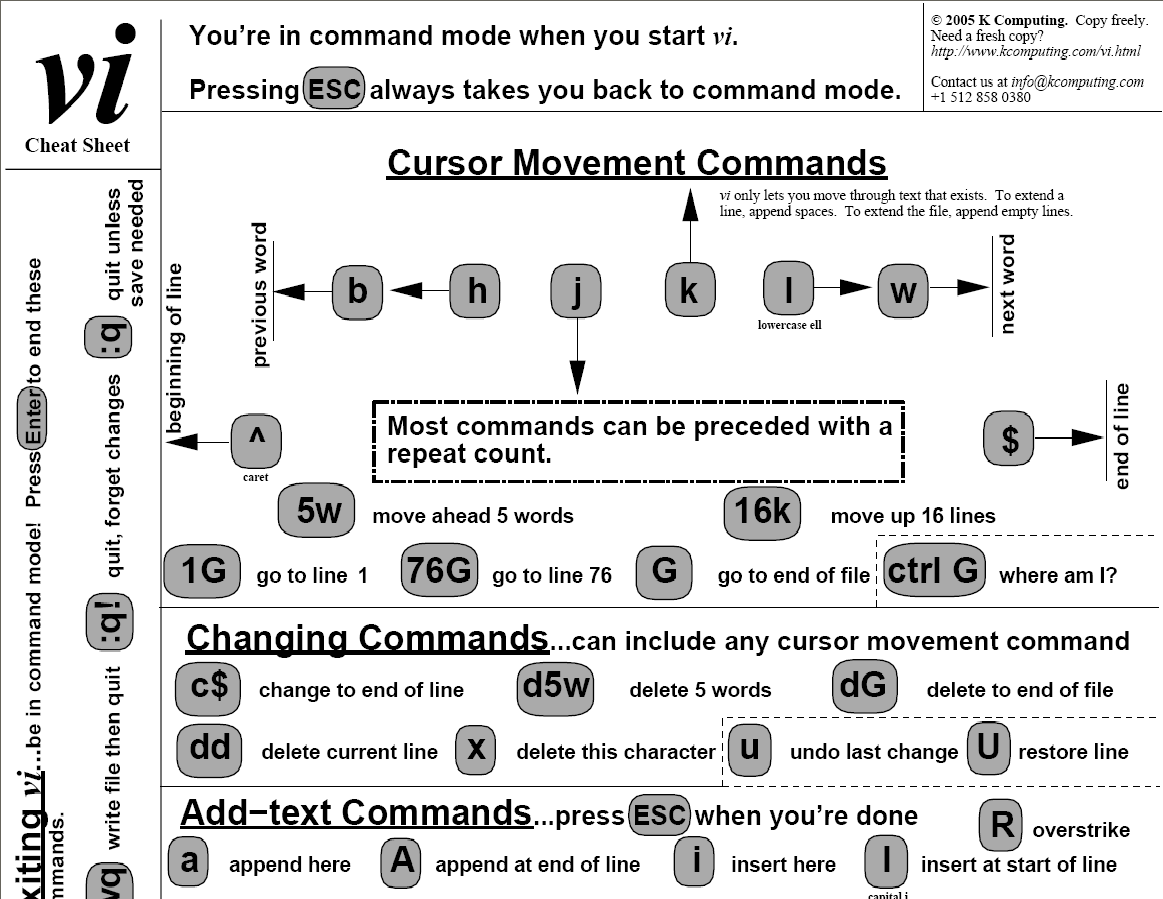 vi
Cheat Sheet
You're in command mode when you start vi.
Pressing ESC always takes you back to command mode.
© 2005 K Computing. Copy freely.
Need a fresh copy?
http://www.kcomputing.com/vi.html
Contact us at info@kcomputing.com
+1 512 858 0380
...be in command mode! Press Enter to end these
:q quit unless
save needed
:q! quit, forget changes
write file then quit
Cursor Movement Commands
vi only lets you move through text that exists. To extend a
line, append spaces. To extend the file, append empty lines.
beginning of line
previous word
b h j k l w
lowercase ell
next word
^
caret
Most commands can be preceded with a
repeat count.
$
end of line
5w move ahead 5 words 16k move up 16 lines
1G go to line 1 76G go to line 76 G go to end of file ctrl G where am I?
Changing Commands...can include any cursor movement command
c$ change to end of line d5w delete 5 words dG delete to end of file
dd delete current line x delete this character u undo last change U restore line
Add-text Commands...press ESC when you're done
R overstrike
a append here A append at end of line i insert here I insert at start of line
capital i